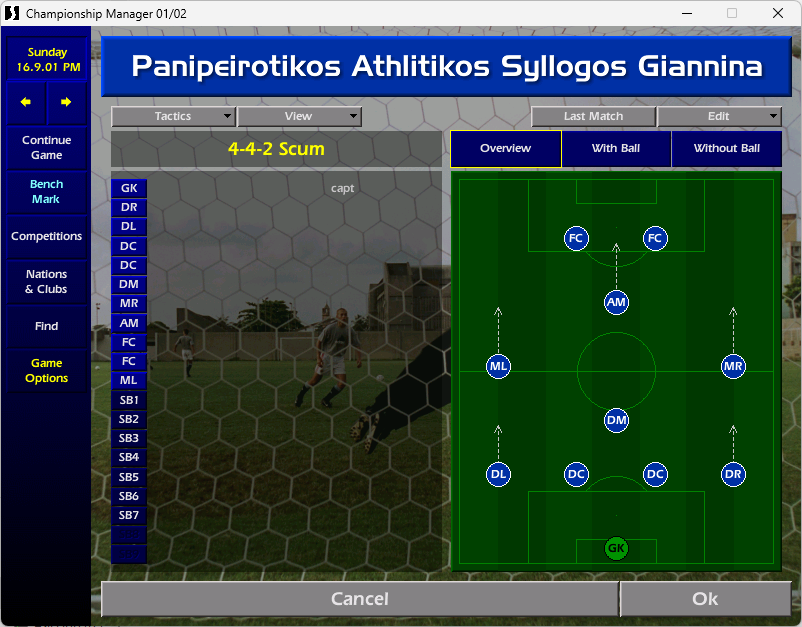 Championship Manager 01/02
Sunday
16.9.01 PM
Continue
Game
Bench
Mark
Competitions
Nations
& Clubs
Find
Game
Options
Panipeirotikos Athlitikos Syllogos Giannina
Tactics
View
Last Match
Edit
4-4-2 Scum
Overview
With Ball
Without Ball
GK
capt
DR
DL
DC
DC
DM
MR
AM
FC
FC
ML
SB1
SB2
SB3
SB4
SB5
SB6
SB7
FC
FC
AM
ML
MR
DM
DL
DC
DC
DR
GK
Cancel
Ok